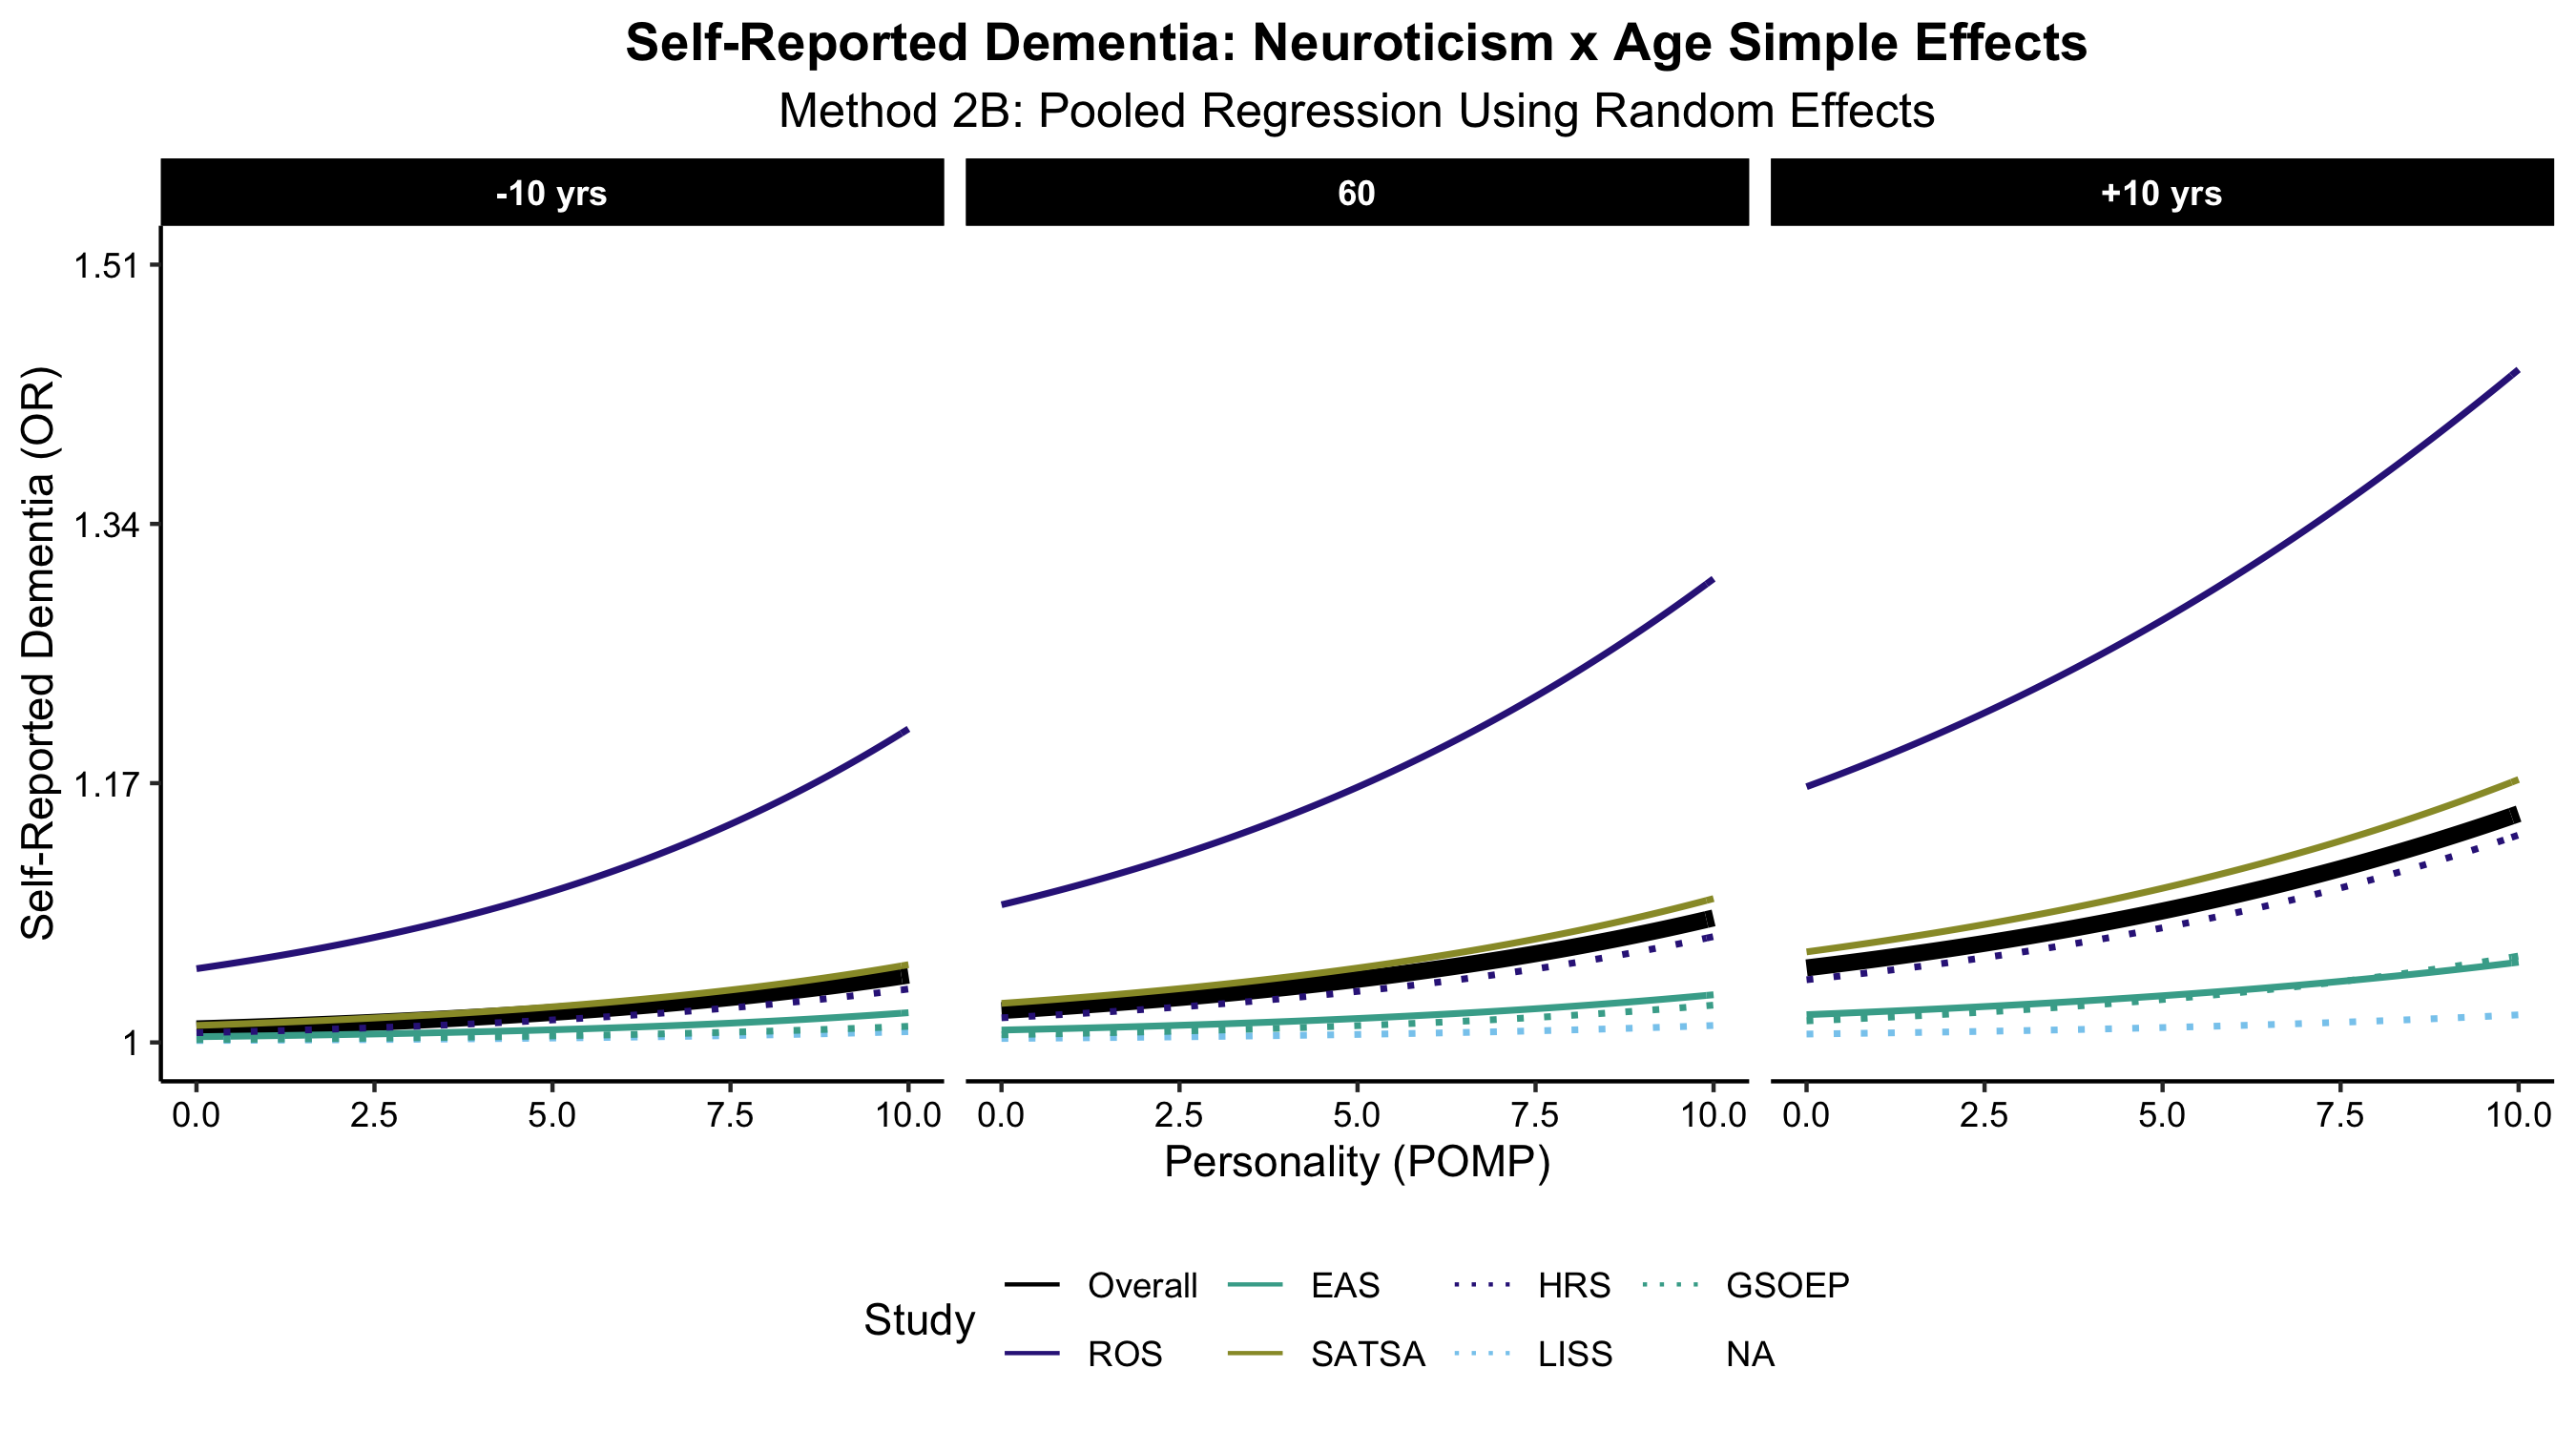 Self-Reported Dementia: Neuroticism x Age Simple Effects
Method 2B: Pooled Regression Using Random Effects
-10 yrs
60
+10 yrs
Self-Reported Dementia (OR)
1.51
1.34
1.17
1
0.0 2.5 5.0 7.5 10.0
0.0 2.5 5.0 7.5 10.0
0.0 2.5 5.0 7.5 10.0
Personality (POMP)
Study
Overall EAS HRS GSOEP
ROS SATSA LISS NA